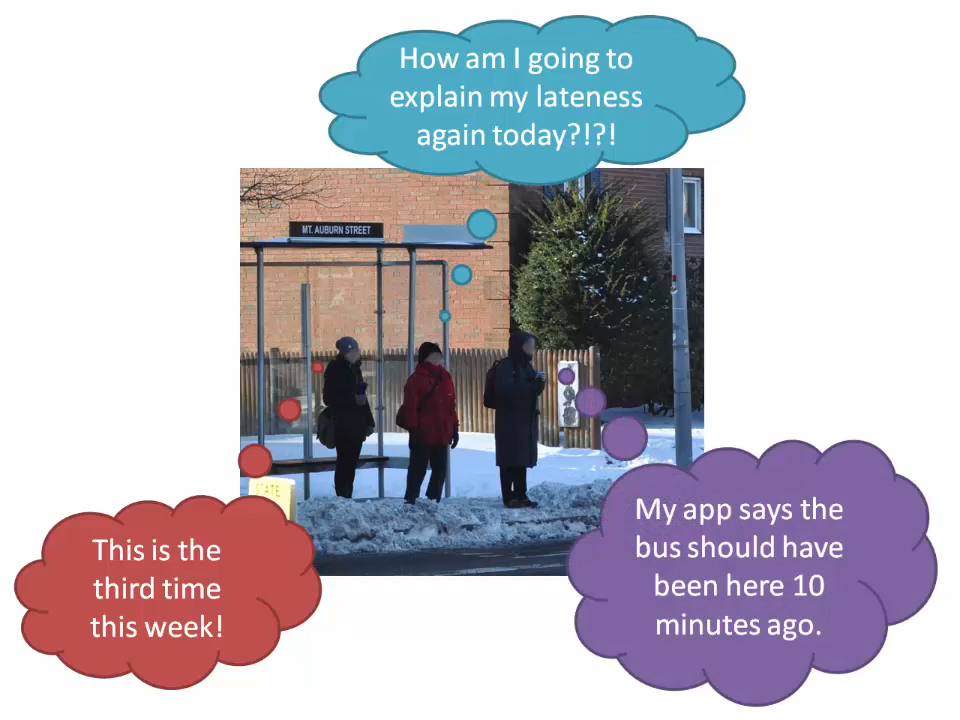 How am I going to
explain my lateness
again today?!?!
MT. AUBURN STREET
STATE
This is the
third time
this week!
My app says the
bus should have
been here 10
minutes ago.